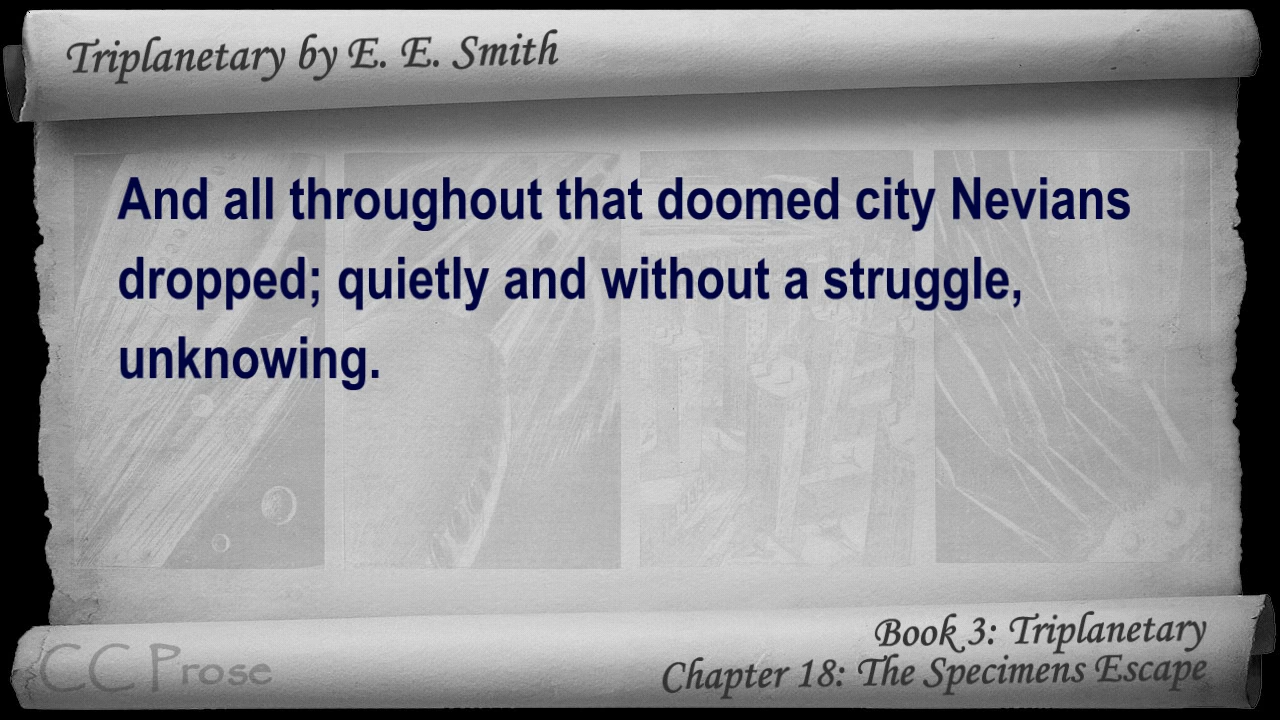 Triplanetary by E. E. Smith
And all throughout that doomed city Nevians
dropped; quietly and without a struggle,
unknowing.
Book 3: Triplanetary
Chapter 18: The Specimens Escape
CC Prose